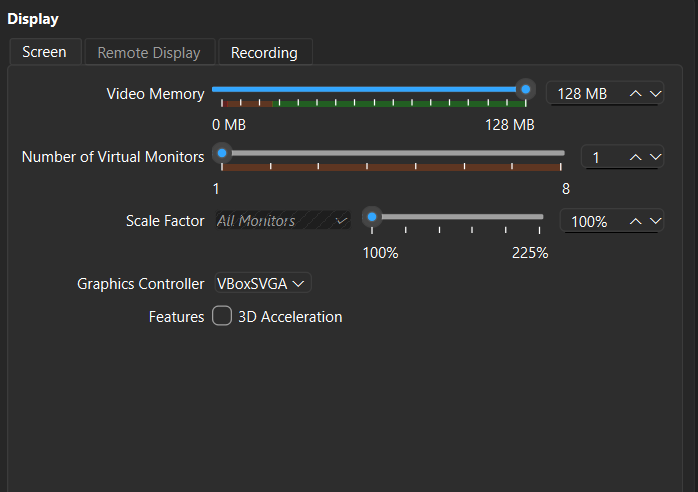 Display
Screen Remote Display Recording
Video Memory 128 MB
0 MB 128 MB
Number of Virtual Monitors 1
1 8
Scale Factor All Monitors 100%
100% 225%
Graphics Controller VBoxSVGA
Features 3D Acceleration